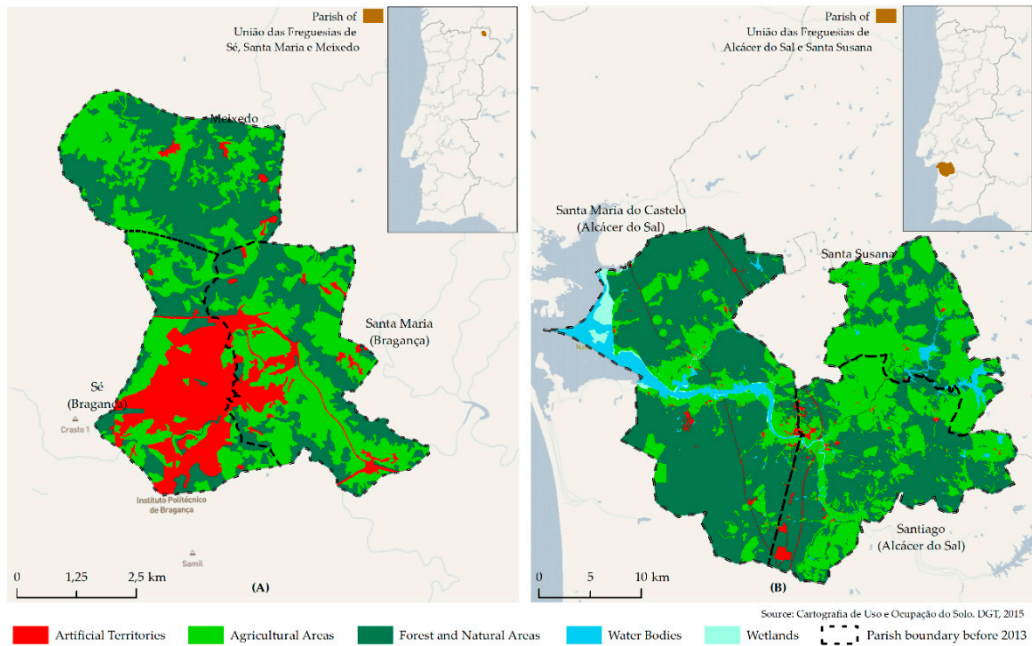 Parish of
União das Freguesias de
Sé, Santa Maria e Meixedo
Meixedo
Santa Maria
(Bragança)
Sé
(Bragança)
Crasto 1
Instituto Politécnico
de Bragança
Samil
0 1,25 2,5 km
(A)
Parish of
União das Freguesias de
Alcácer do Sal e Santa Susana
Santa Maria do Castelo
(Alcácer do Sal)
Santa Susana
Santiago
(Alcácer do Sal)
0 5 10 km
(B)
Source: Cartografia de Uso e Ocupação do Solo. DGT, 2015
Artificial Territories
Agricultural Areas
Forest and Natural Areas
Water Bodies
Wetlands
Parish boundary before 2013